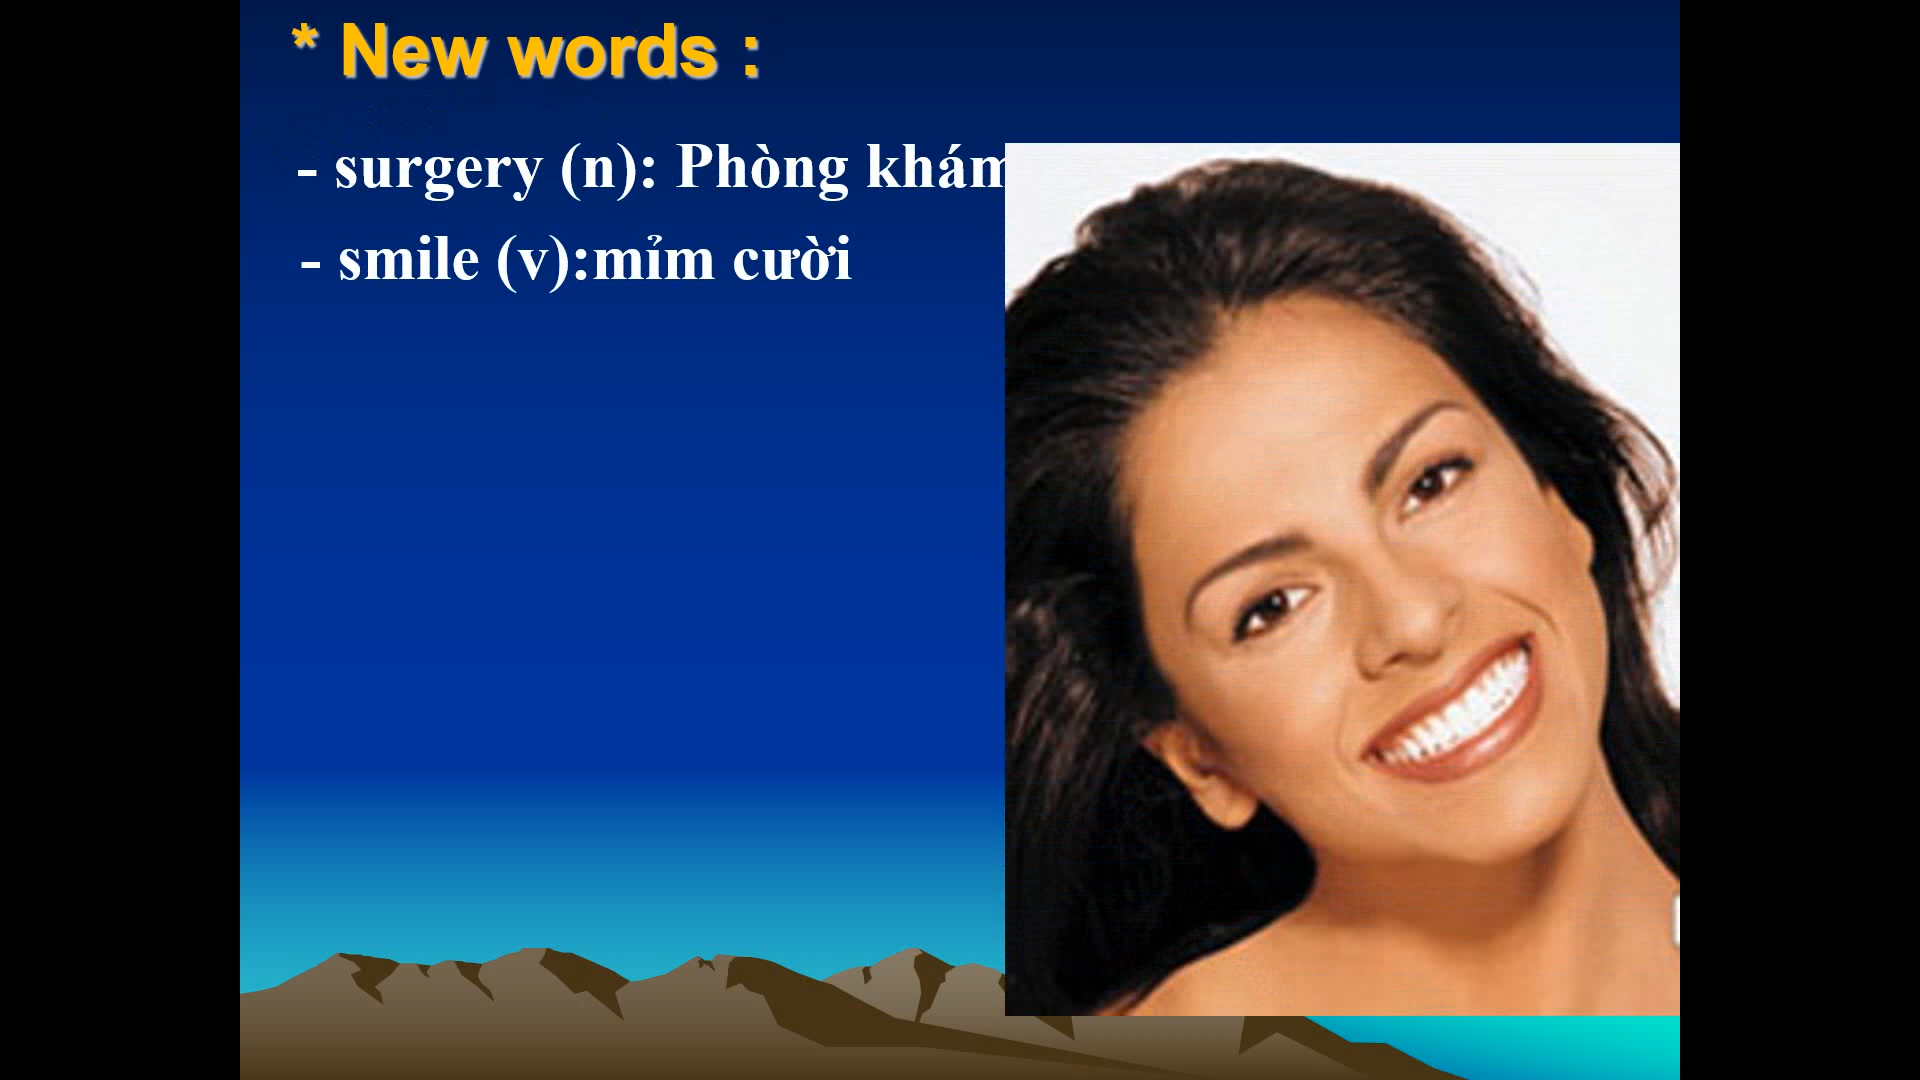 * New words :
- surgery (n): Phòng khám
- smile (v):mỉm cười